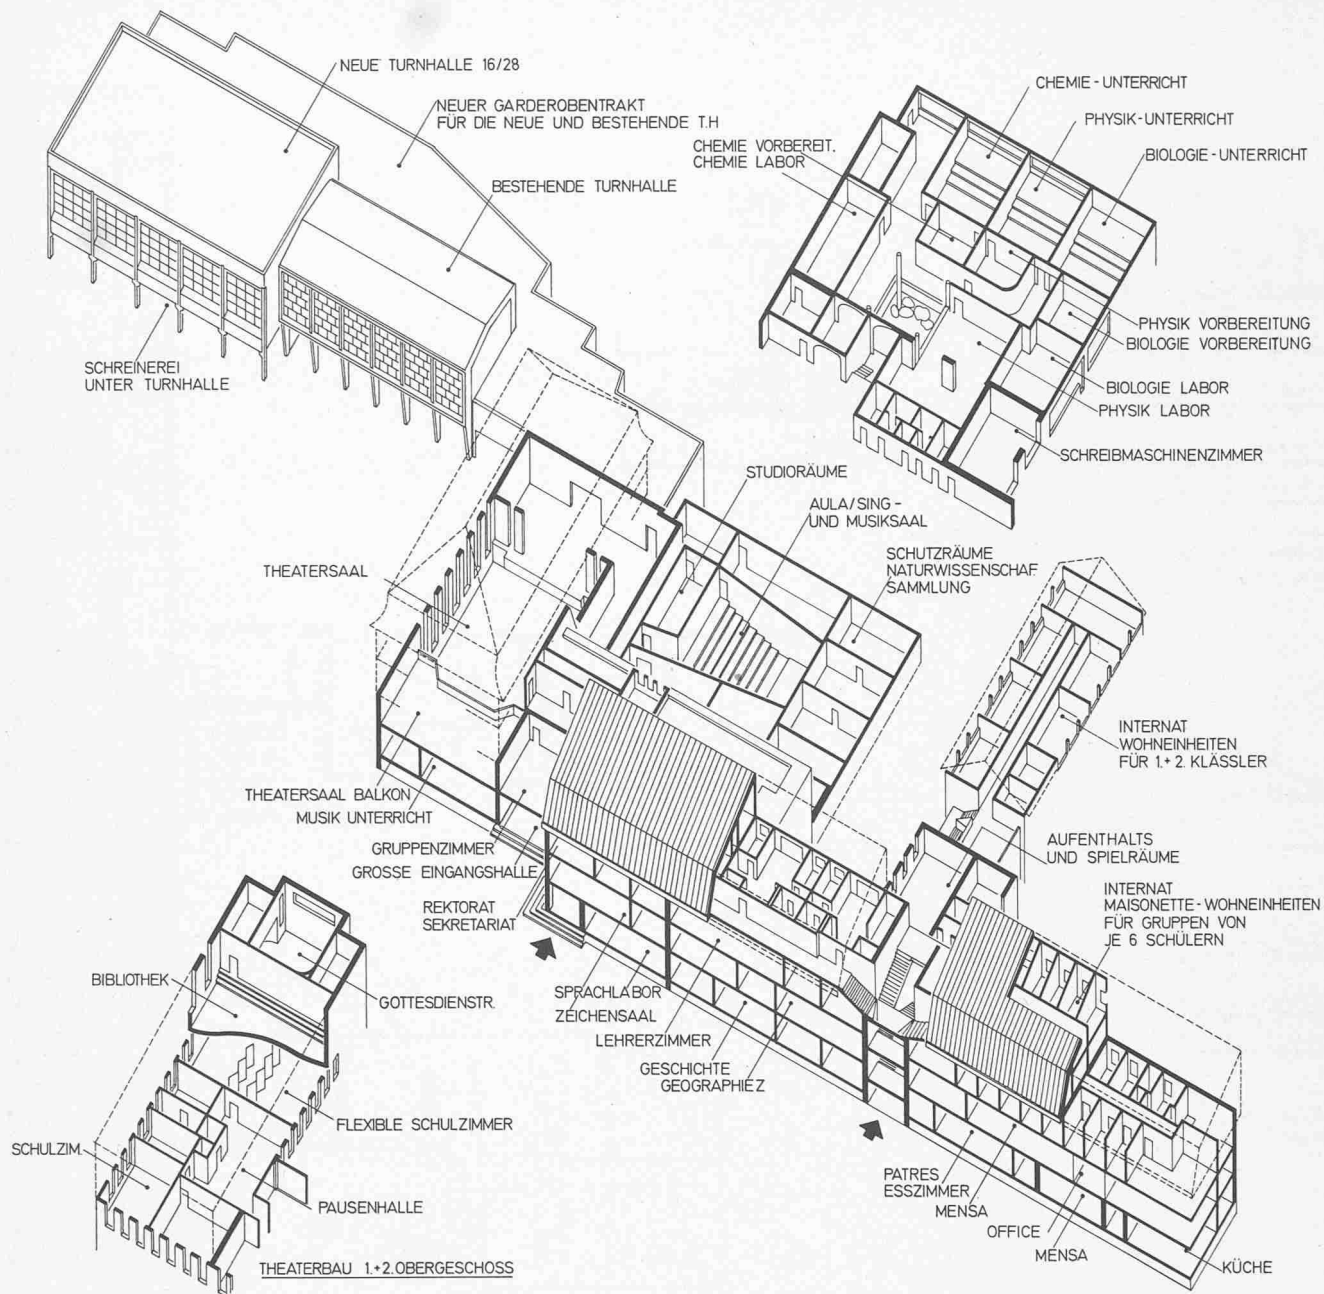 NEUE TURNHALLE 16/28
NEUER GARDEROBENTRAKT
FÜR DIE NEUE UND BESTEHENDE T.H
BESTEHENDE TURNHALLE
SCHREINEREI
UNTER TURNHALLE
CHEMIE-UNTERRICHT
PHYSIK-UNTERRICHT
BIOLOGIE-UNTERRICHT
CHEMIE VORBEREIT.
CHEMIE LABOR
PHYSIK VORBEREITUNG
BIOLOGIE VORBEREITUNG
BIOLOGIE LABOR
PHYSIK LABOR
SCHREIBMASCHINENZIMMER
STUDIORÄUME
AULA/SING-
UND MUSIKSAAL
SCHUTZRÄUME
NATURWISSENSCHAF.
SAMMLUNG
THEATERSAAL
THEATERSAAL BALKON
MUSIK UNTERRICHT
GRUPPENZIMMER
GROSSE EINGANGSHALLE
REKTORAT
SEKRETARIAT
SPRACHLABOR
ZEICHENSAAL
LEHRERZIMMER
GESCHICHTE
GEOGRAPHIEZ
INTERNAT
WOHNEINHEITEN
FÜR 1.+2. KLÄSSLER
AUFENTHALTS
UND SPIELRÄUME
INTERNAT
MAISONETTE-WOHNEINHEITEN
FÜR GRUPPEN VON
JE 6 SCHÜLERN
PATRES
ESSZIMMER
MENSA
OFFICE
MENSA
KÜCHE
BIBLIOTHEK
GOTTESDIENSTR.
FLEXIBLE SCHULZIMMER
SCHULZIM.
PAUSENHALLE
THEATERBAU 1.+2.OBERGESCHOSS